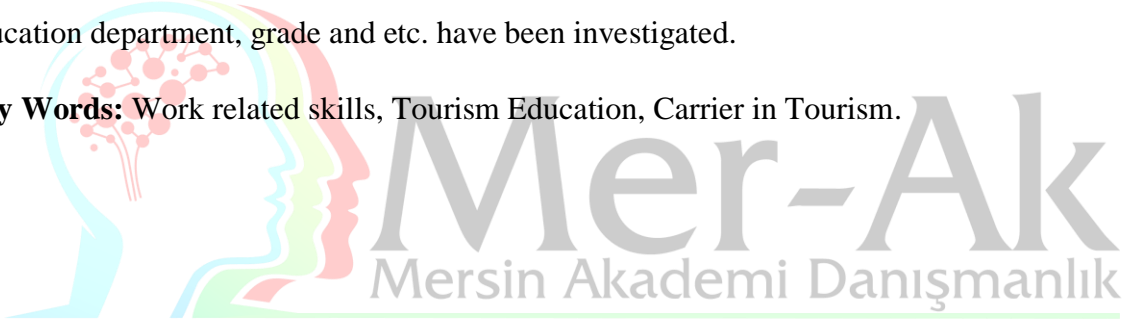 ucation department, grade and etc. have been investigated.
y Words: Work related skills, Tourism Education, Carrier in Tourism.
Mer-Ak
Mersin Akademi Danışmanlık